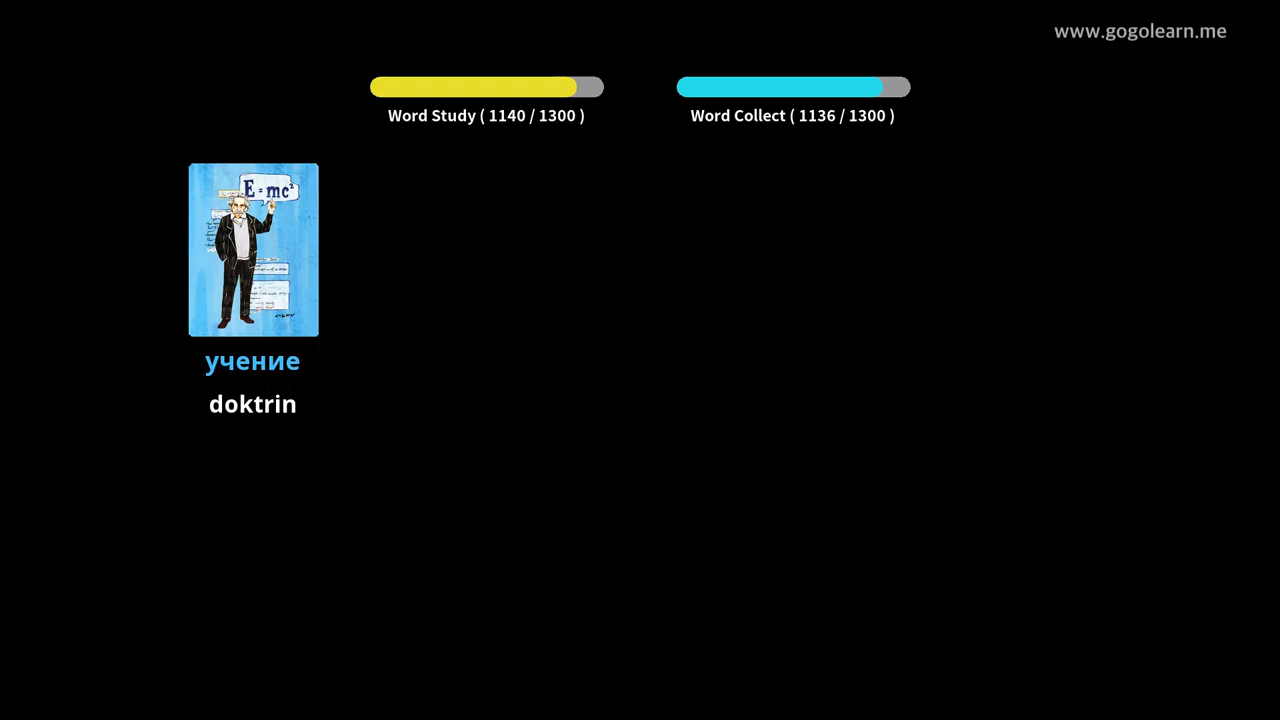 www.gogolearn.me
Word Study ( 1140 / 1300 )
Word Collect ( 1136 / 1300 )
E = mc²
учение
doktrin